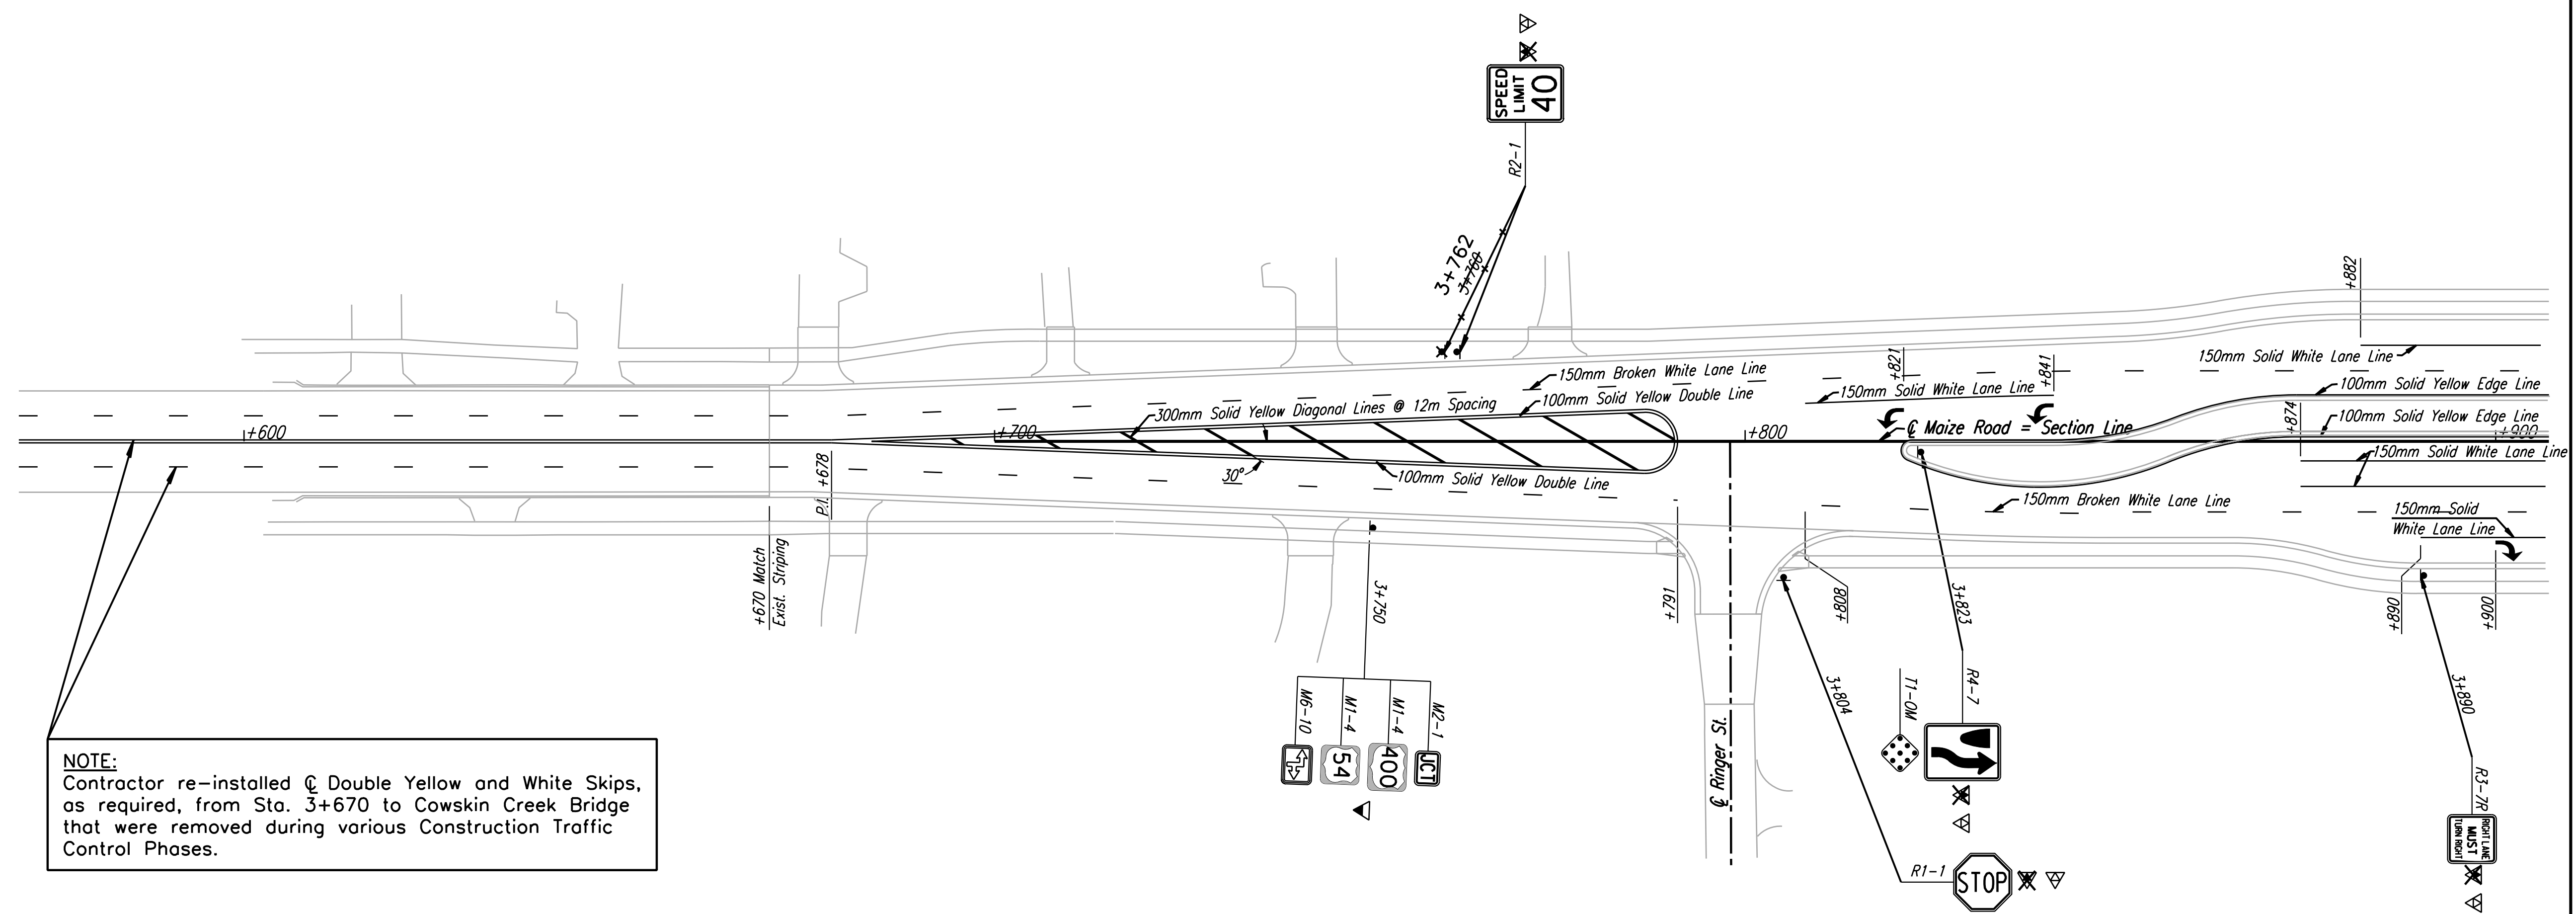 SPEED
LIMIT
40
R2-1
3+762
3+760
+882
+821
+841
150mm Solid White Lane Line
150mm Broken White Lane Line
150mm Solid White Lane Line
100mm Solid Yellow Edge Line
100mm Solid Yellow Double Line
300mm Solid Yellow Diagonal Lines @ 12m Spacing
+874
100mm Solid Yellow Edge Line
+600
+700
+800
℄ Maize Road = Section Line
+900
150mm Solid White Lane Line
P.I. +678
30°
100mm Solid Yellow Double Line
150mm Broken White Lane Line
150mm Solid
White Lane Line
+670 Match
Exist. Striping
3+750
+791
+808
3+823
+890
+900
3+804
3+890
M6-10
M1-4
M1-4
M2-1
54
400
JCT
℄ Ringer St.
T1-OM
R4-7
R3-7R
RIGHT LANE
MUST
TURN RIGHT
R1-1
STOP
NOTE:
Contractor re-installed ℄ Double Yellow and White Skips,
as required, from Sta. 3+670 to Cowskin Creek Bridge
that were removed during various Construction Traffic
Control Phases.